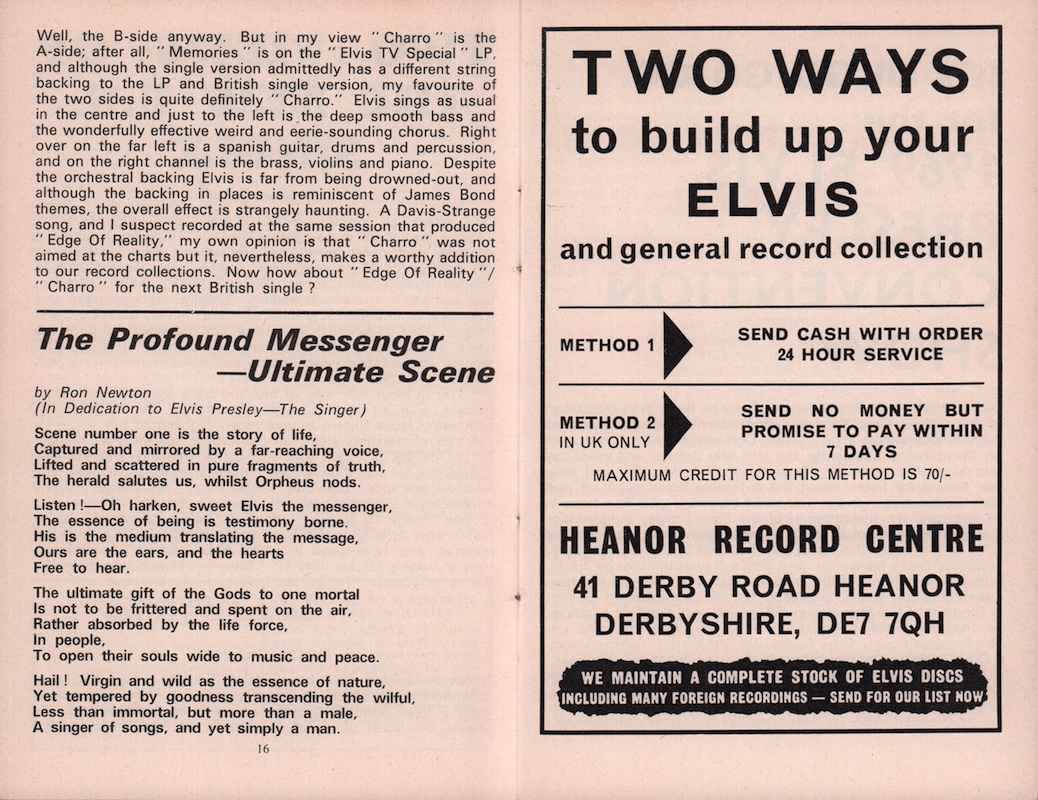 Well, the B-side anyway. But in my view "Charro" is the
A-side; after all, "Memories" is on the "Elvis TV Special" LP,
and although the single version admittedly has a different string
backing to the LP and British single version, my favourite of
the two sides is quite definitely "Charro." Elvis sings as usual
in the centre and just to the left is the deep smooth bass and
the wonderfully effective weird and eerie-sounding chorus. Right
over on the far left is a spanish guitar, drums and percussion,
and on the right channel is the brass, violins and piano. Despite
the orchestral backing Elvis is far from being drowned-out, and
although the backing in places is reminiscent of James Bond
themes, the overall effect is strangely haunting. A Davis-Strange
song, and I suspect recorded at the same session that produced
"Edge Of Reality," my own opinion is that "Charro" was not
aimed at the charts but it, nevertheless, makes a worthy addition
to our record collections. Now how about "Edge Of Reality"/
"Charro" for the next British single ?
The Profound Messenger
—Ultimate Scene
by Ron Newton
(In Dedication to Elvis Presley—The Singer)
Scene number one is the story of life,
Captured and mirrored by a far-reaching voice,
Lifted and scattered in pure fragments of truth,
The herald salutes us, whilst Orpheus nods.
Listen !—Oh harken, sweet Elvis the messenger,
The essence of being is testimony borne.
His is the medium translating the message,
Ours are the ears, and the hearts
Free to hear.
The ultimate gift of the Gods to one mortal
Is not to be frittered and spent on the air,
Rather absorbed by the life force,
In people,
To open their souls wide to music and peace.
Hail ! Virgin and wild as the essence of nature,
Yet tempered by goodness transcending the wilful,
Less than immortal, but more than a male,
A singer of songs, and yet simply a man.
16
TWO WAYS
to build up your
ELVIS
and general record collection
METHOD 1
SEND CASH WITH ORDER
24 HOUR SERVICE
METHOD 2
IN UK ONLY
SEND NO MONEY BUT
PROMISE TO PAY WITHIN
7 DAYS
MAXIMUM CREDIT FOR THIS METHOD IS 70/-
HEANOR RECORD CENTRE
41 DERBY ROAD HEANOR
DERBYSHIRE, DE7 7QH
WE MAINTAIN A COMPLETE STOCK OF ELVIS DISCS
INCLUDING MANY FOREIGN RECORDINGS — SEND FOR OUR LIST NOW